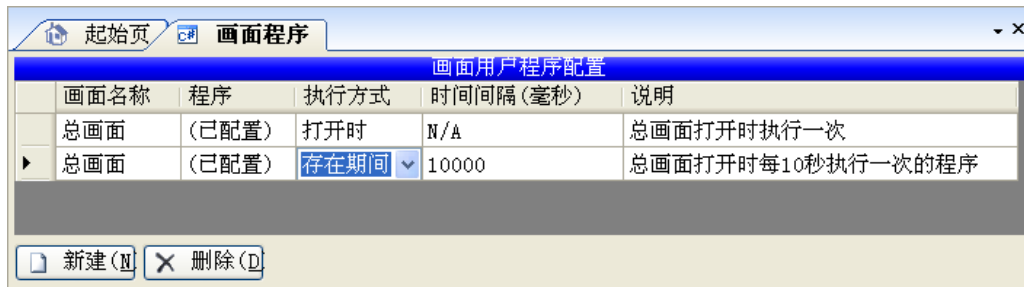 起始页 画面程序
画面用户程序配置
画面名称 程序 执行方式 时间间隔(毫秒) 说明
总画面 (已配置) 打开时 N/A 总画面打开时执行一次
总画面 (已配置) 存在期间 10000 总画面打开时每10秒执行一次的程序
新建(N 删除(D